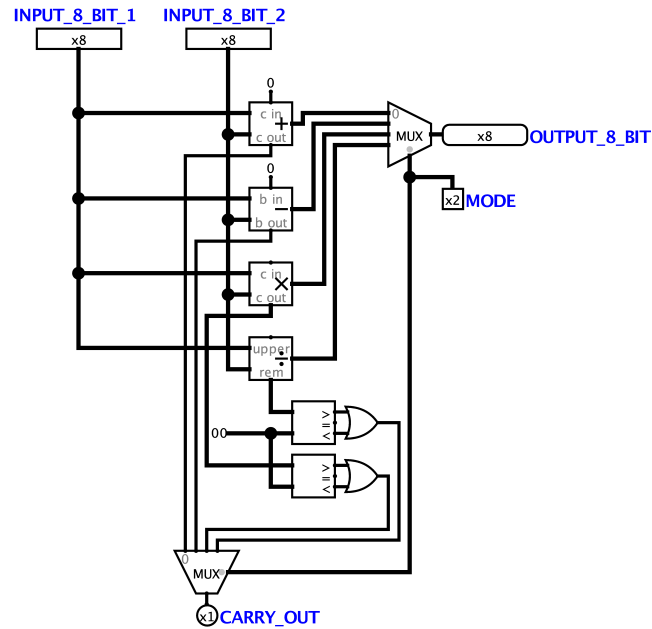 INPUT_8_BIT_1 INPUT_8_BIT_2
x8 x8
0
c in
+
c out
0
MUX
x8
OUTPUT_8_BIT
0
b in
−
b out
x2
MODE
c in
×
c out
upper
÷
rem
>
=
<
00
>
=
<
0
MUX
x1
CARRY_OUT